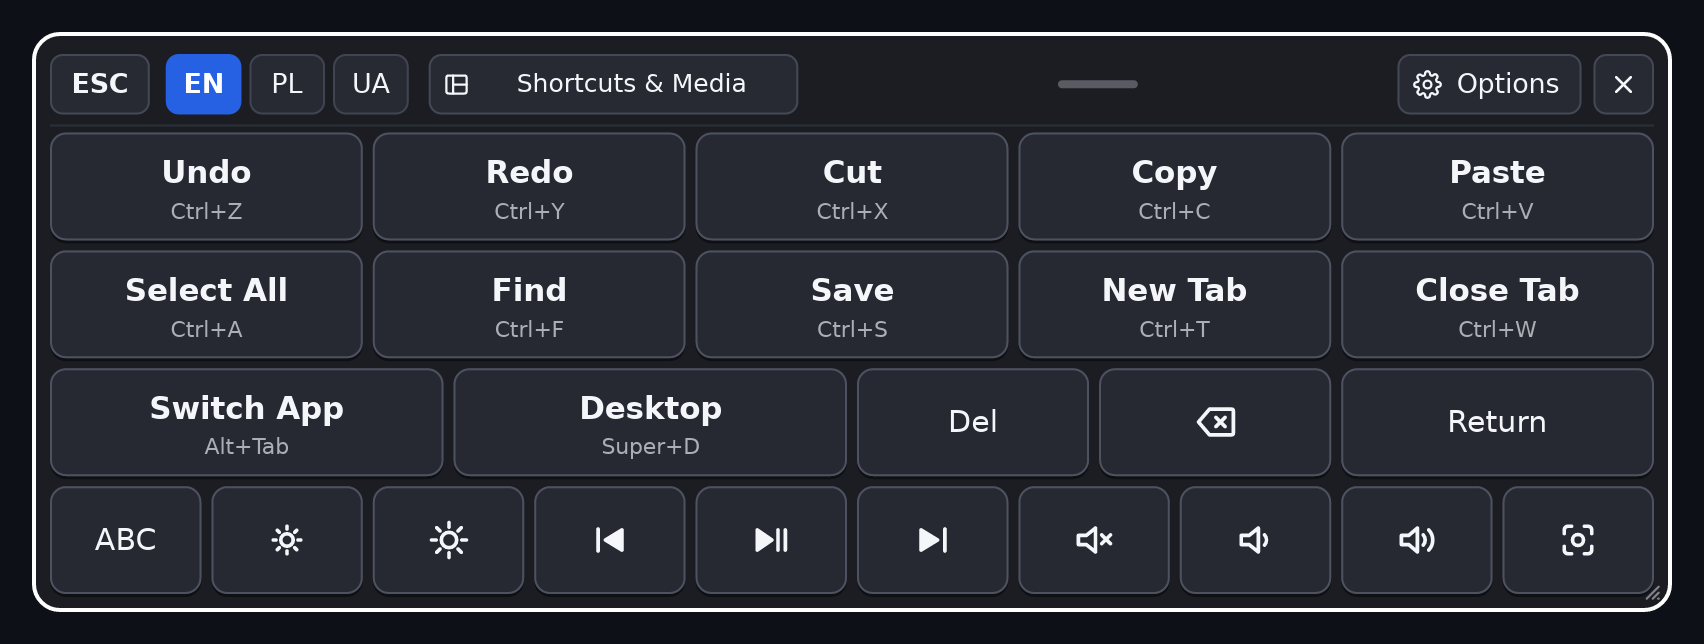 ESC EN PL UA Shortcuts & Media Options
Undo Redo Cut Copy Paste
Ctrl+Z Ctrl+Y Ctrl+X Ctrl+C Ctrl+V
Select All Find Save New Tab Close Tab
Ctrl+A Ctrl+F Ctrl+S Ctrl+T Ctrl+W
Switch App Desktop Del Return
Alt+Tab Super+D
ABC